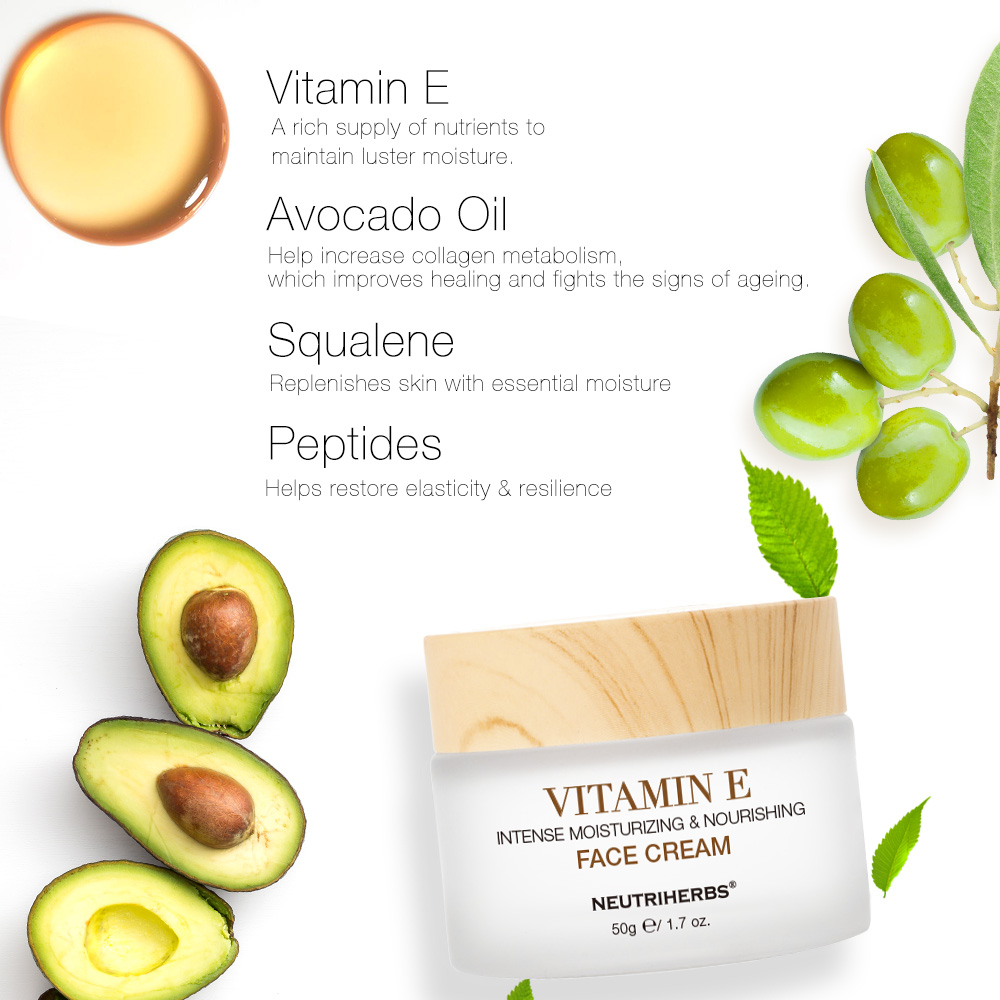 Vitamin E
A rich supply of nutrients to
maintain luster moisture.
Avocado Oil
Help increase collagen metabolism,
which improves healing and fights the signs of ageing.
Squalene
Replenishes skin with essential moisture
Peptides
Helps restore elasticity & resilience
VITAMIN E
INTENSE MOISTURIZING & NOURISHING
FACE CREAM
NEUTRIHERBS®
50g ℮/ 1.7 oz.